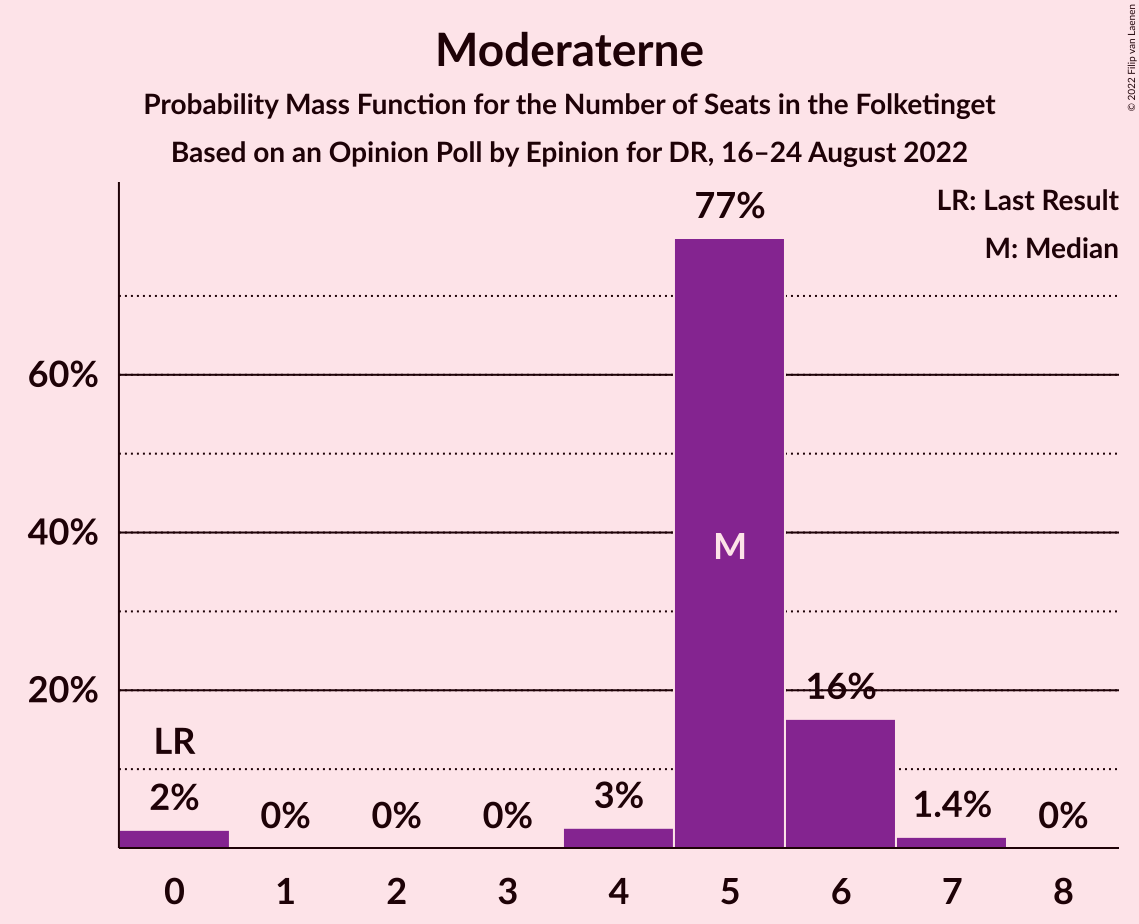 Moderaterne
Probability Mass Function for the Number of Seats in the Folketinget
Based on an Opinion Poll by Epinion for DR, 16–24 August 2022
© 2022 Filip van Laenen
LR: Last Result
M: Median
77%
60%
40%
M
20%
16%
LR
2%
0%
0%
0%
3%
1.4%
0%
0 1 2 3 4 5 6 7 8